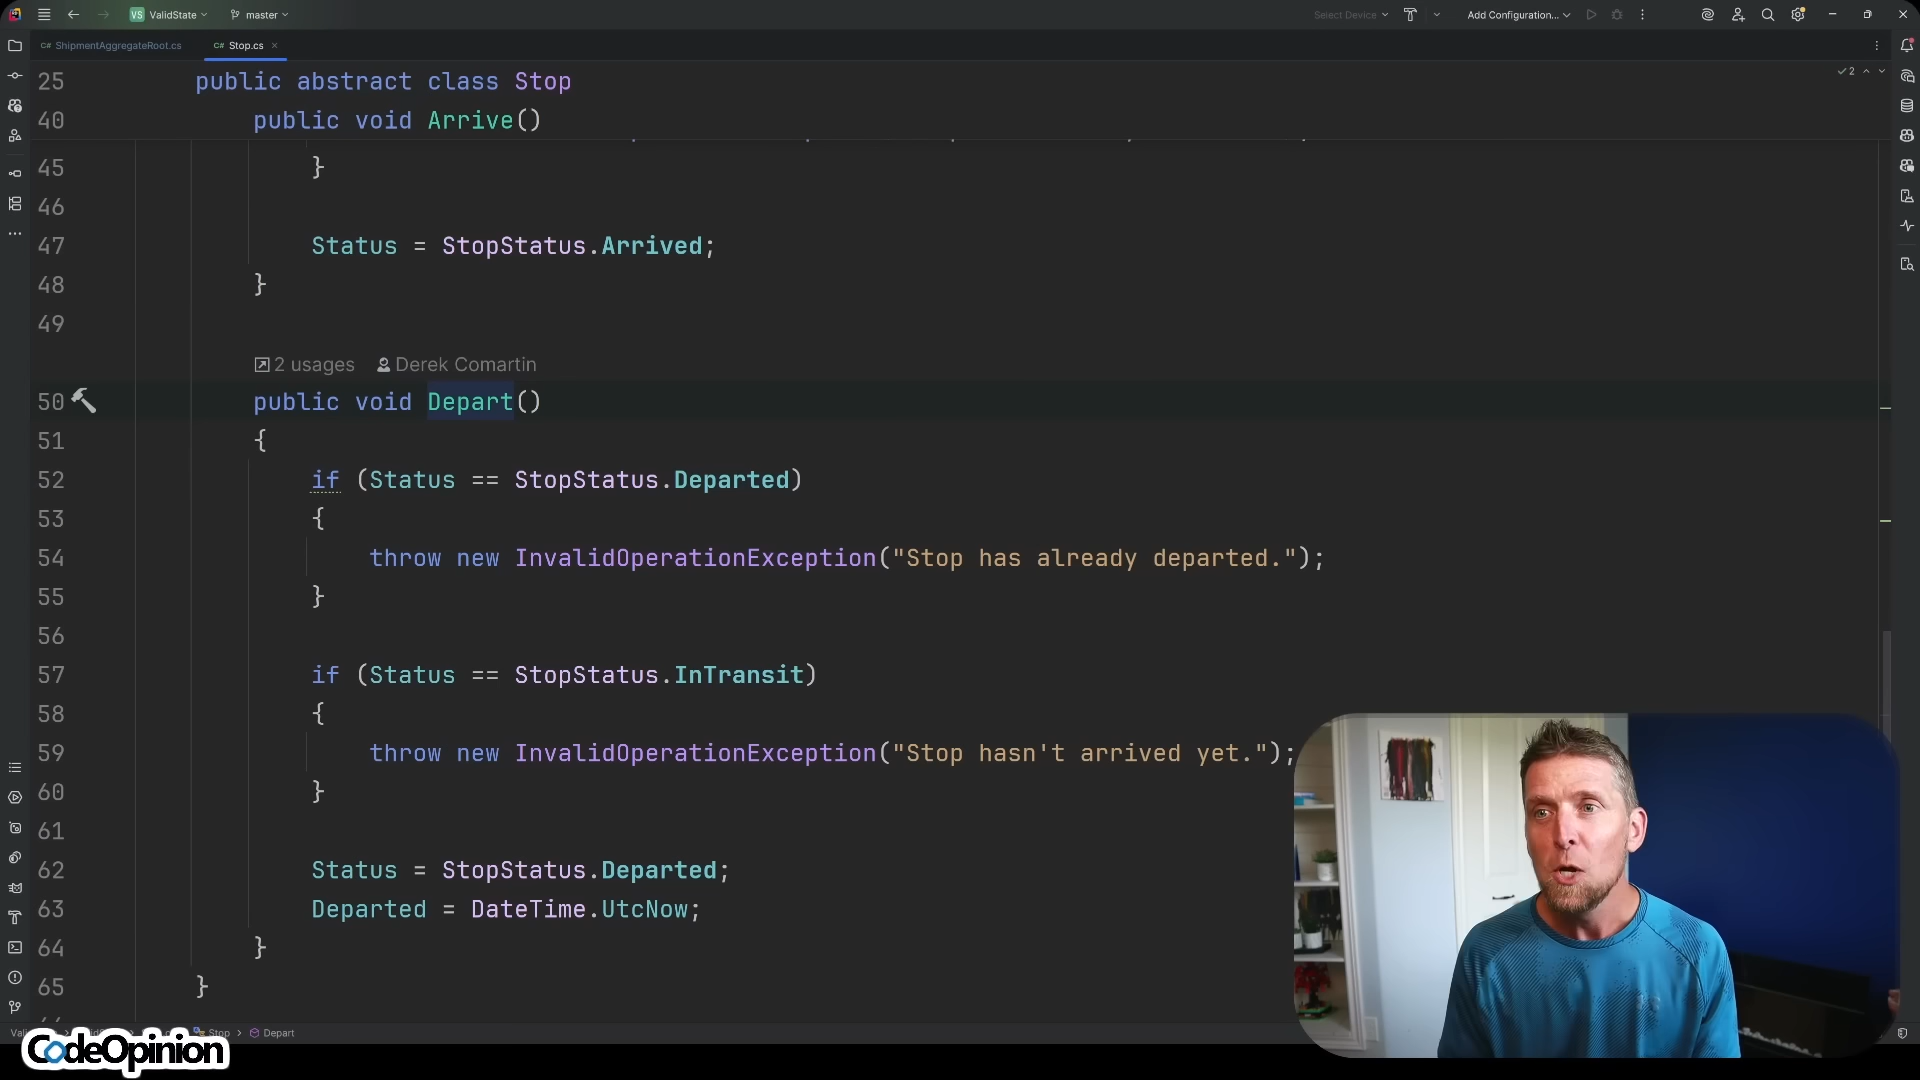 VS ValidState master Select Device Add Configuration...
C# ShipmentAggregateRoot.cs C# Stop.cs
25 public abstract class Stop
2
40 public void Arrive()
45 }
46
47 Status = StopStatus.Arrived;
48 }
49
2 usages Derek Comartin
50 public void Depart()
51 {
52 if (Status == StopStatus.Departed)
53 {
54 throw new InvalidOperationException("Stop has already departed.");
55 }
56
57 if (Status == StopStatus.InTransit)
58 {
59 throw new InvalidOperationException("Stop hasn't arrived yet.");
60 }
61
62 Status = StopStatus.Departed;
63 Departed = DateTime.UtcNow;
64 }
65 }
Stop > Depart
CodeOpinion